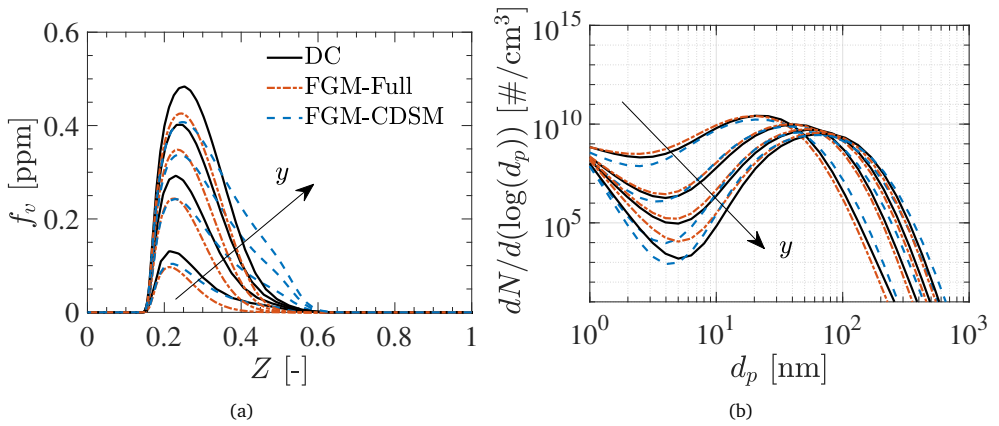 0.6
0.4
0.2
0
f_v [ppm]
DC
FGM-Full
FGM-CDSM
y
0 0.2 0.4 0.6 0.8 1
Z [-]
(a)
10^15
10^10
10^5
dN/d(log(d_p)) [#/cm^3]
y
10^0 10^1 10^2 10^3
d_p [nm]
(b)